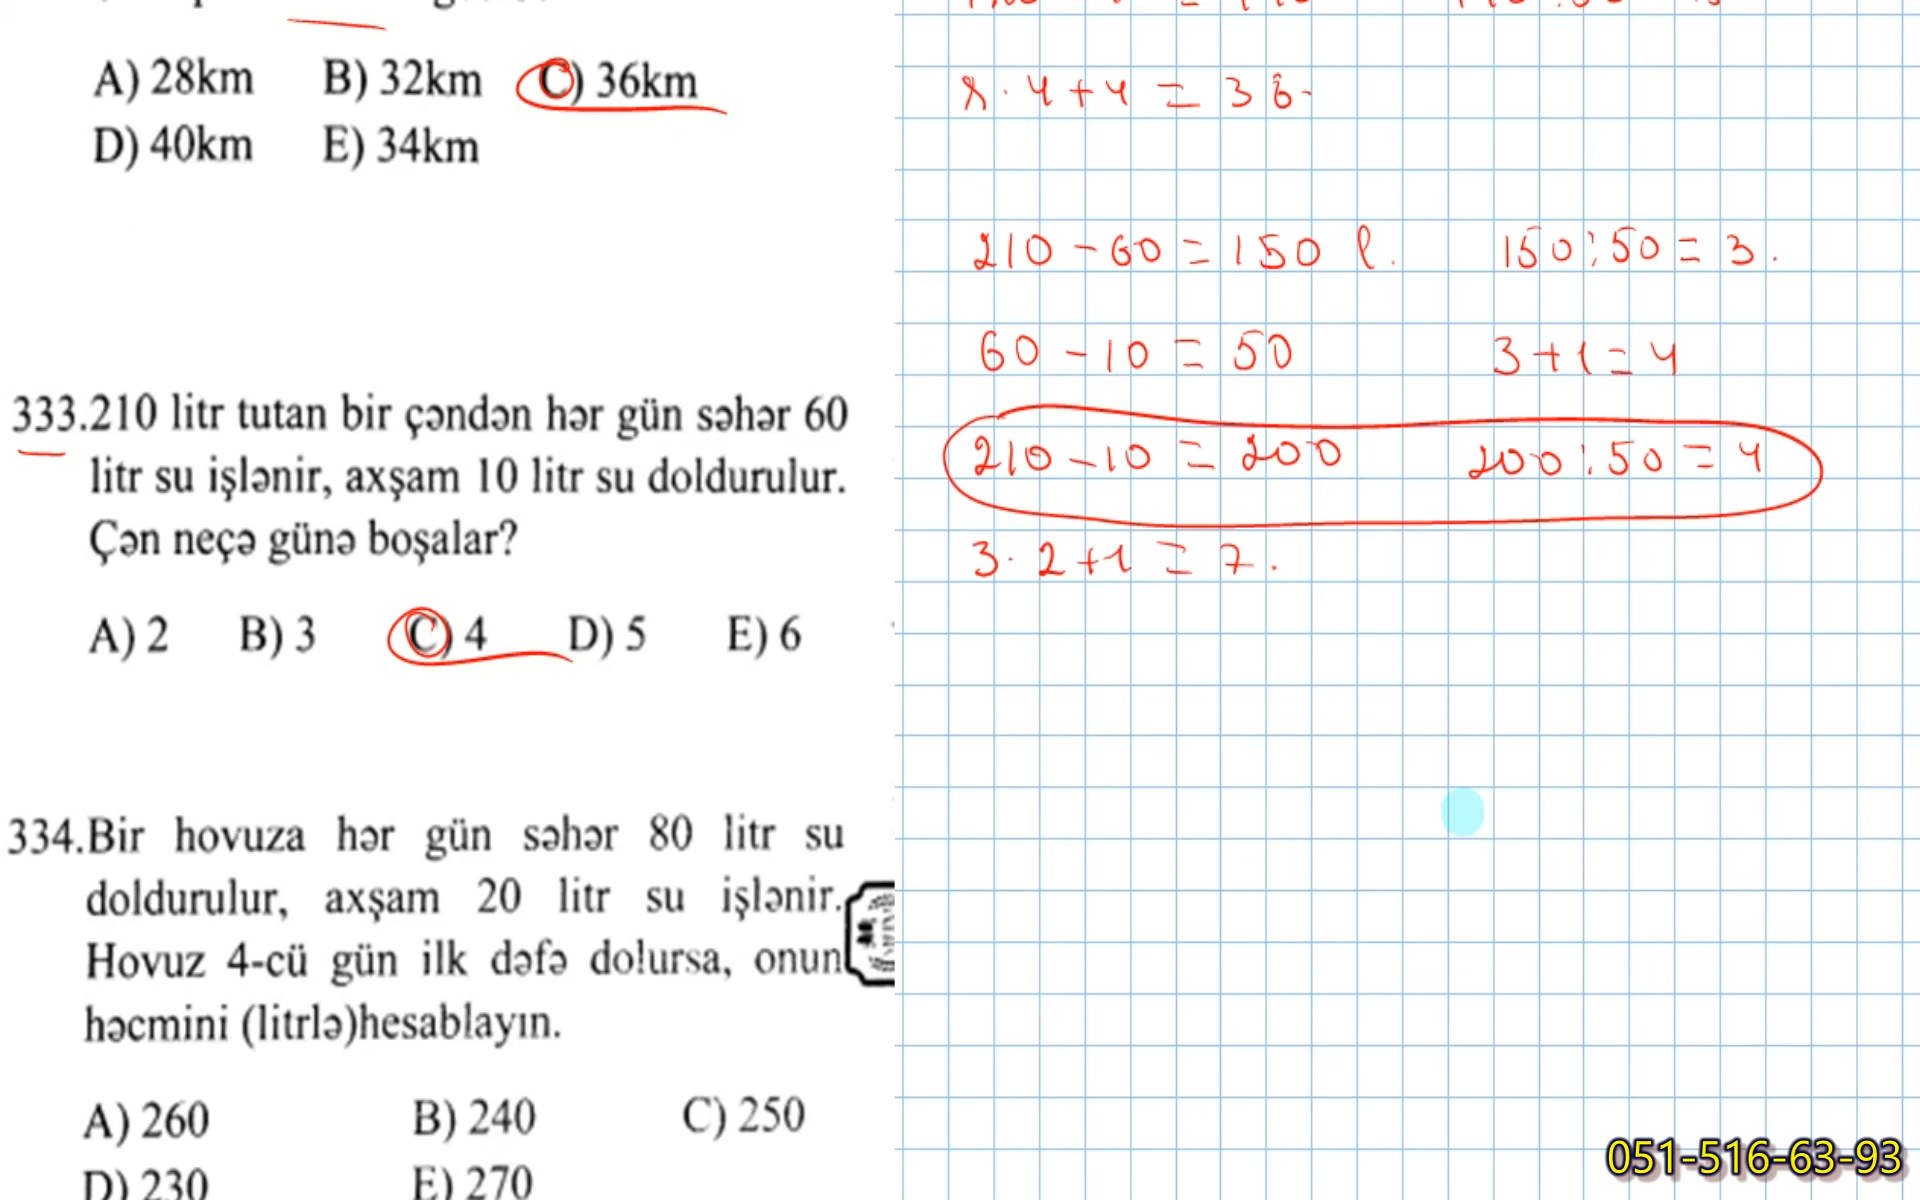 A) 28km B) 32km C) 36km
D) 40km E) 34km
333.210 litr tutan bir çəndən hər gün səhər 60
litr su işlənir, axşam 10 litr su doldurulur.
Çən neçə günə boşalar?
A) 2 B) 3 C) 4 D) 5 E) 6
334.Bir hovuza hər gün səhər 80 litr su
doldurulur, axşam 20 litr su işlənir.
Hovuz 4-cü gün ilk dəfə dolursa, onun
həcmini (litrlə)hesablayın.
A) 260 B) 240 C) 250
D) 230 E) 270
8·4+4=36.
210-60=150 l. 150:50=3.
60-10=50 3+1=4
210-10=200 200:50=4
3·2+1=7.
051-516-63-93